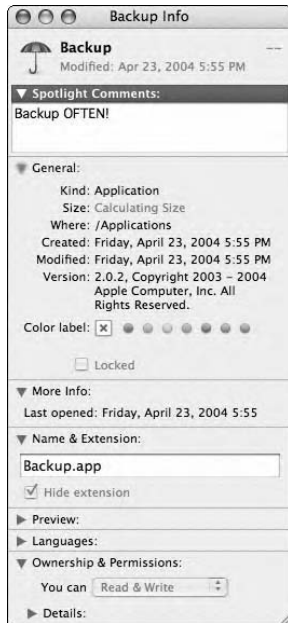 Backup Info
Backup --
Modified: Apr 23, 2004 5:55 PM
Spotlight Comments:
Backup OFTEN!
General:
Kind: Application
Size: Calculating Size
Where: /Applications
Created: Friday, April 23, 2004 5:55 PM
Modified: Friday, April 23, 2004 5:55 PM
Version: 2.0.2, Copyright 2003 – 2004
Apple Computer, Inc. All
Rights Reserved.
Color label:
Locked
More Info:
Last opened: Friday, April 23, 2004 5:55
Name & Extension:
Backup.app
Hide extension
Preview:
Languages:
Ownership & Permissions:
You can Read & Write
Details: